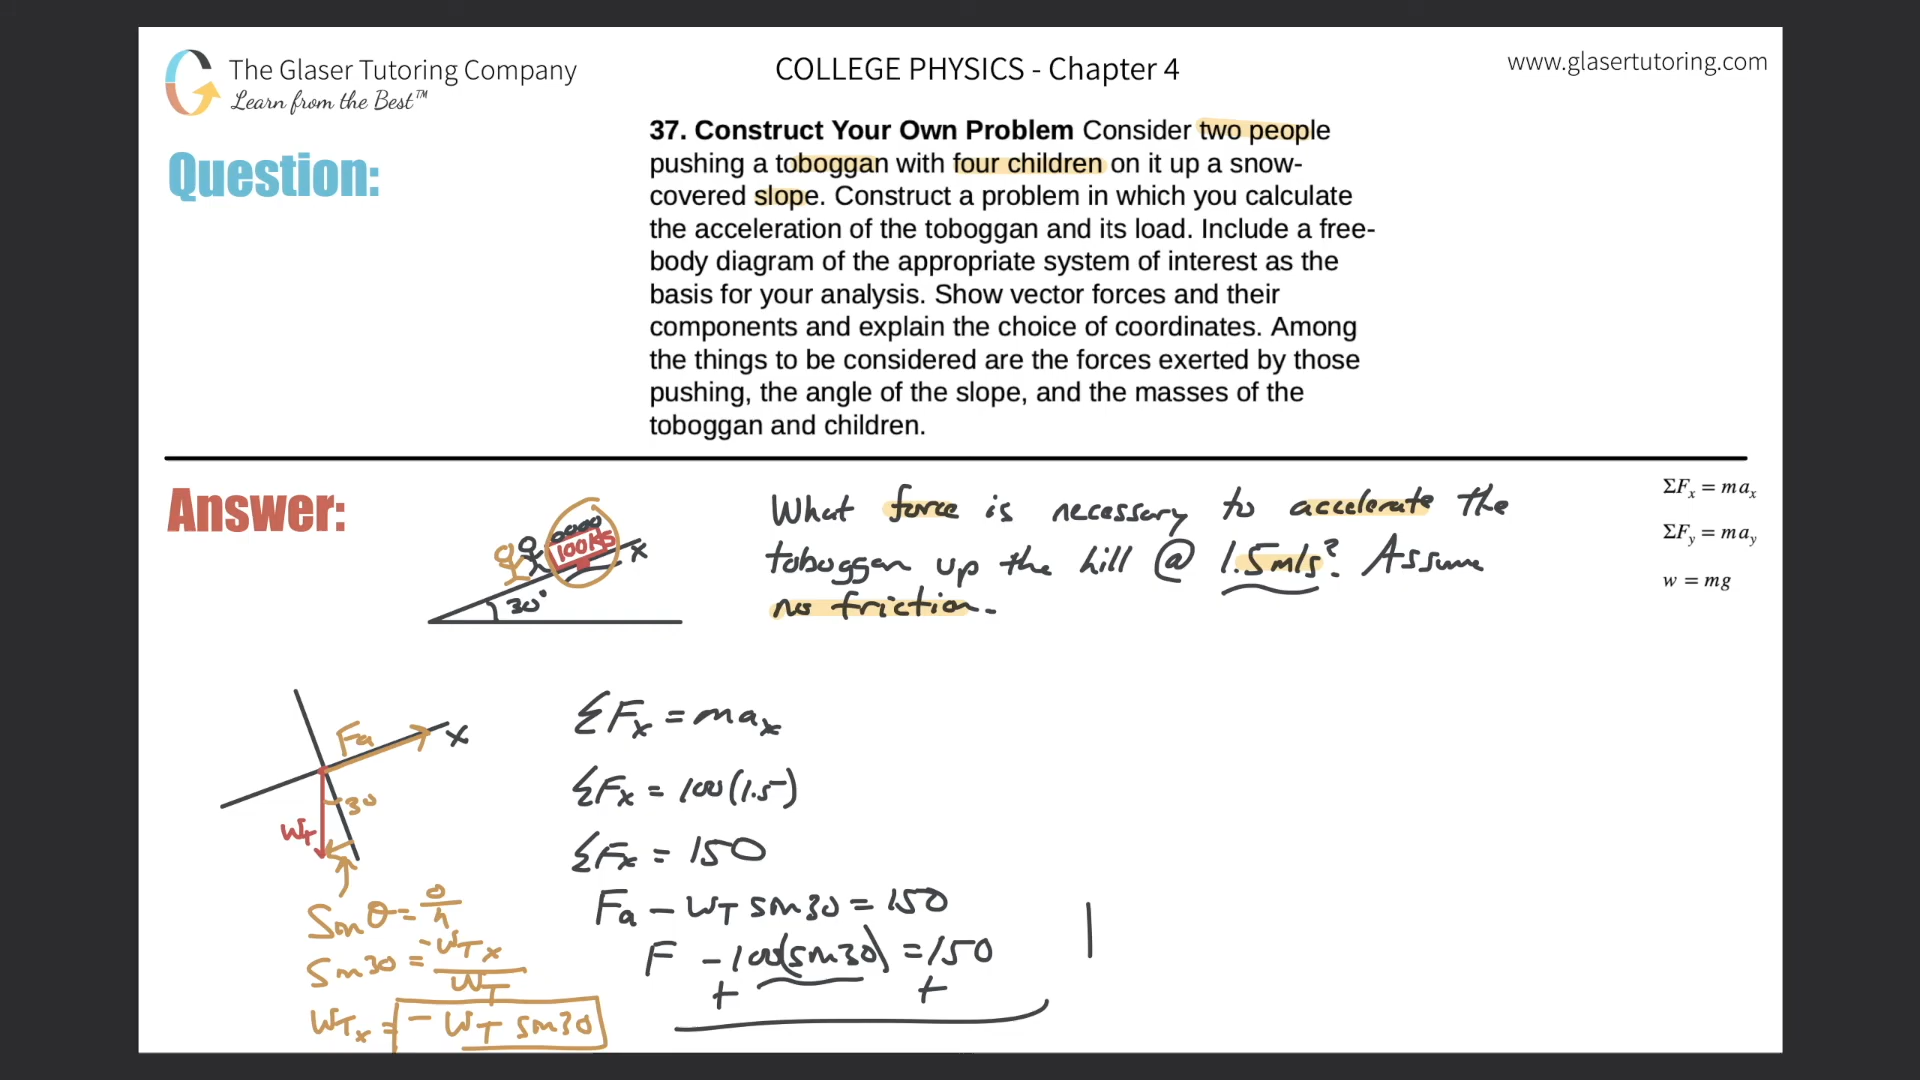 The Glaser Tutoring Company
Learn from the Best™
COLLEGE PHYSICS - Chapter 4
www.glasertutoring.com
Question:
37. Construct Your Own Problem Consider two people
pushing a toboggan with four children on it up a snow-
covered slope. Construct a problem in which you calculate
the acceleration of the toboggan and its load. Include a free-
body diagram of the appropriate system of interest as the
basis for your analysis. Show vector forces and their
components and explain the choice of coordinates. Among
the things to be considered are the forces exerted by those
pushing, the angle of the slope, and the masses of the
toboggan and children.
Answer:
100kg
x
30°
What force is necessary to accelerate the
toboggan up the hill @ 1.5m/s? Assume
no friction.
ΣFx = max
ΣFy = may
w = mg
Fa
x
30
WT
Sin θ = o/h
Sin30 = -WTx/WT
WTx = - WT sin30
ΣFx = max
ΣFx = 100(1.5)
ΣFx = 150
Fa - WT sin30 = 150
F - 100(sin30) = 150
+ +